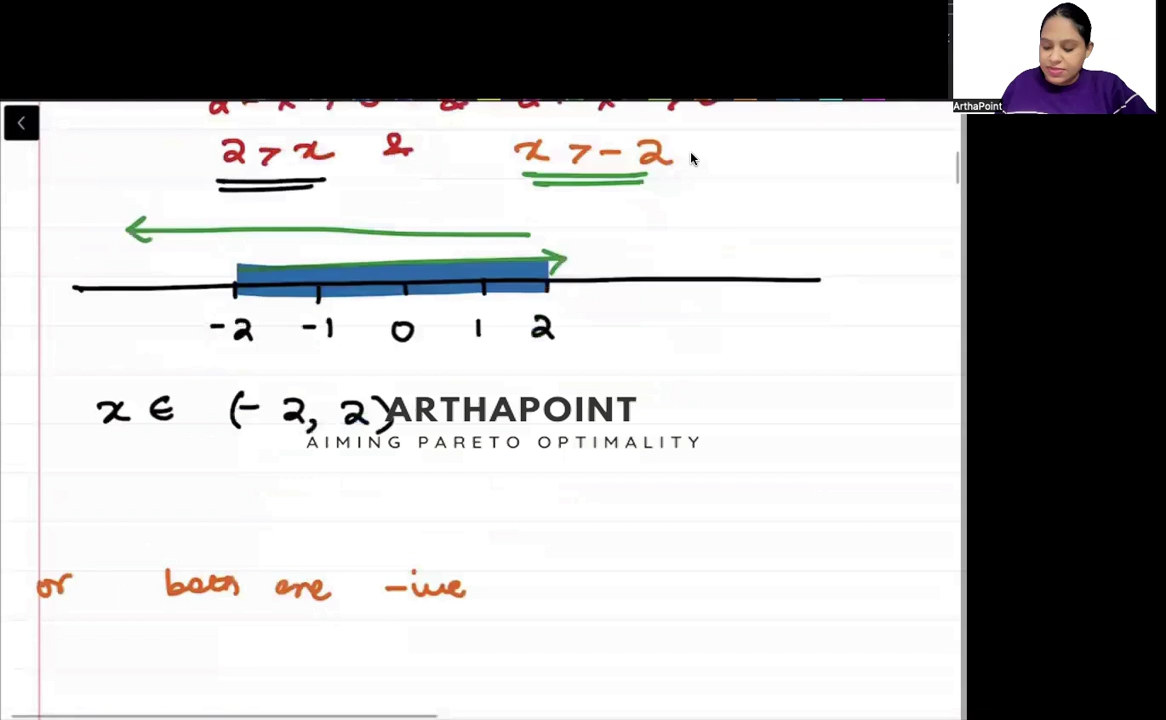 ArthaPoint
2 > x & x > - 2
-2 -1 0 1 2
x ∈ (- 2, 2)
ARTHAPOINT
AIMING PARETO OPTIMALITY
or both are -ive